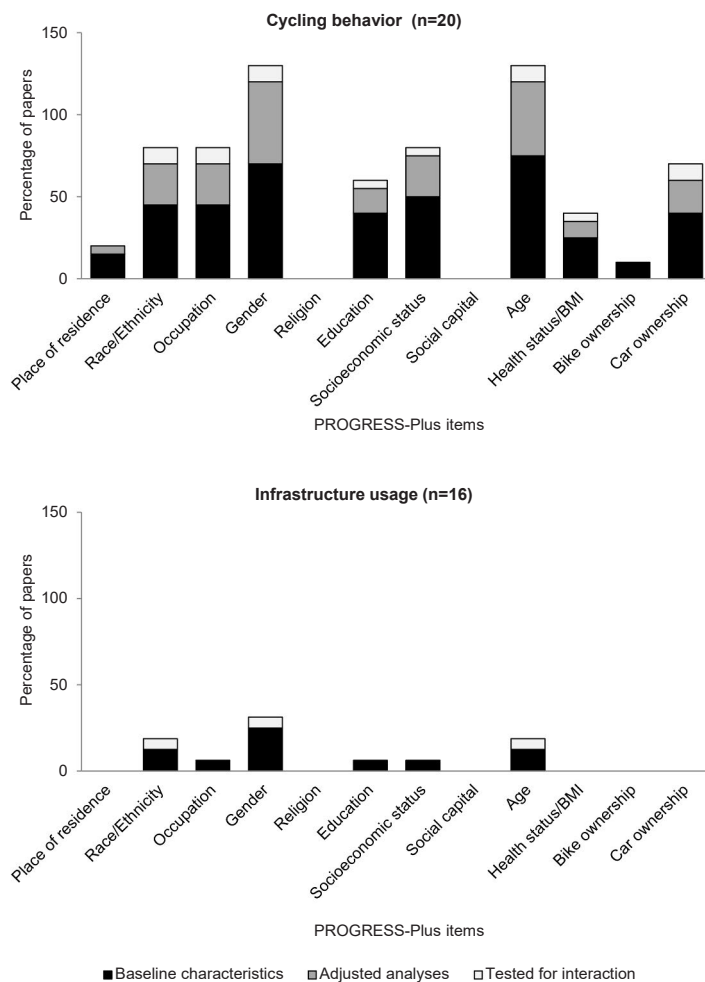 Cycling behavior (n=20)
150
100
50
0
Percentage of papers
Place of residence
Race/Ethnicity
Occupation
Gender
Religion
Education
Socioeconomic status
Social capital
Age
Health status/BMI
Bike ownership
Car ownership
PROGRESS-Plus items
Infrastructure usage (n=16)
150
100
50
0
Percentage of papers
Place of residence
Race/Ethnicity
Occupation
Gender
Religion
Education
Socioeconomic status
Social capital
Age
Health status/BMI
Bike ownership
Car ownership
PROGRESS-Plus items
Baseline characteristics Adjusted analyses Tested for interaction